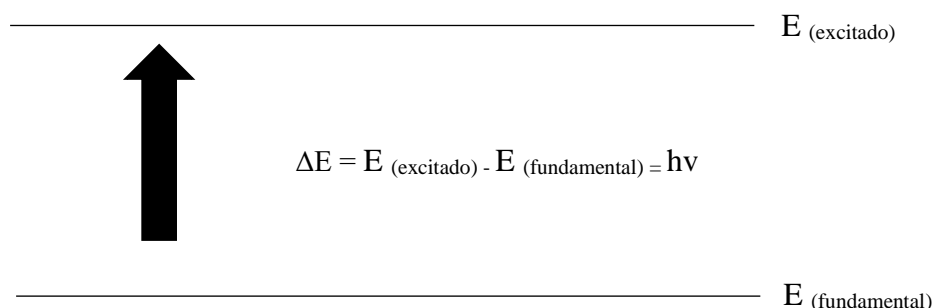 E (excitado)
ΔE = E (excitado) - E (fundamental) = hv
E (fundamental)